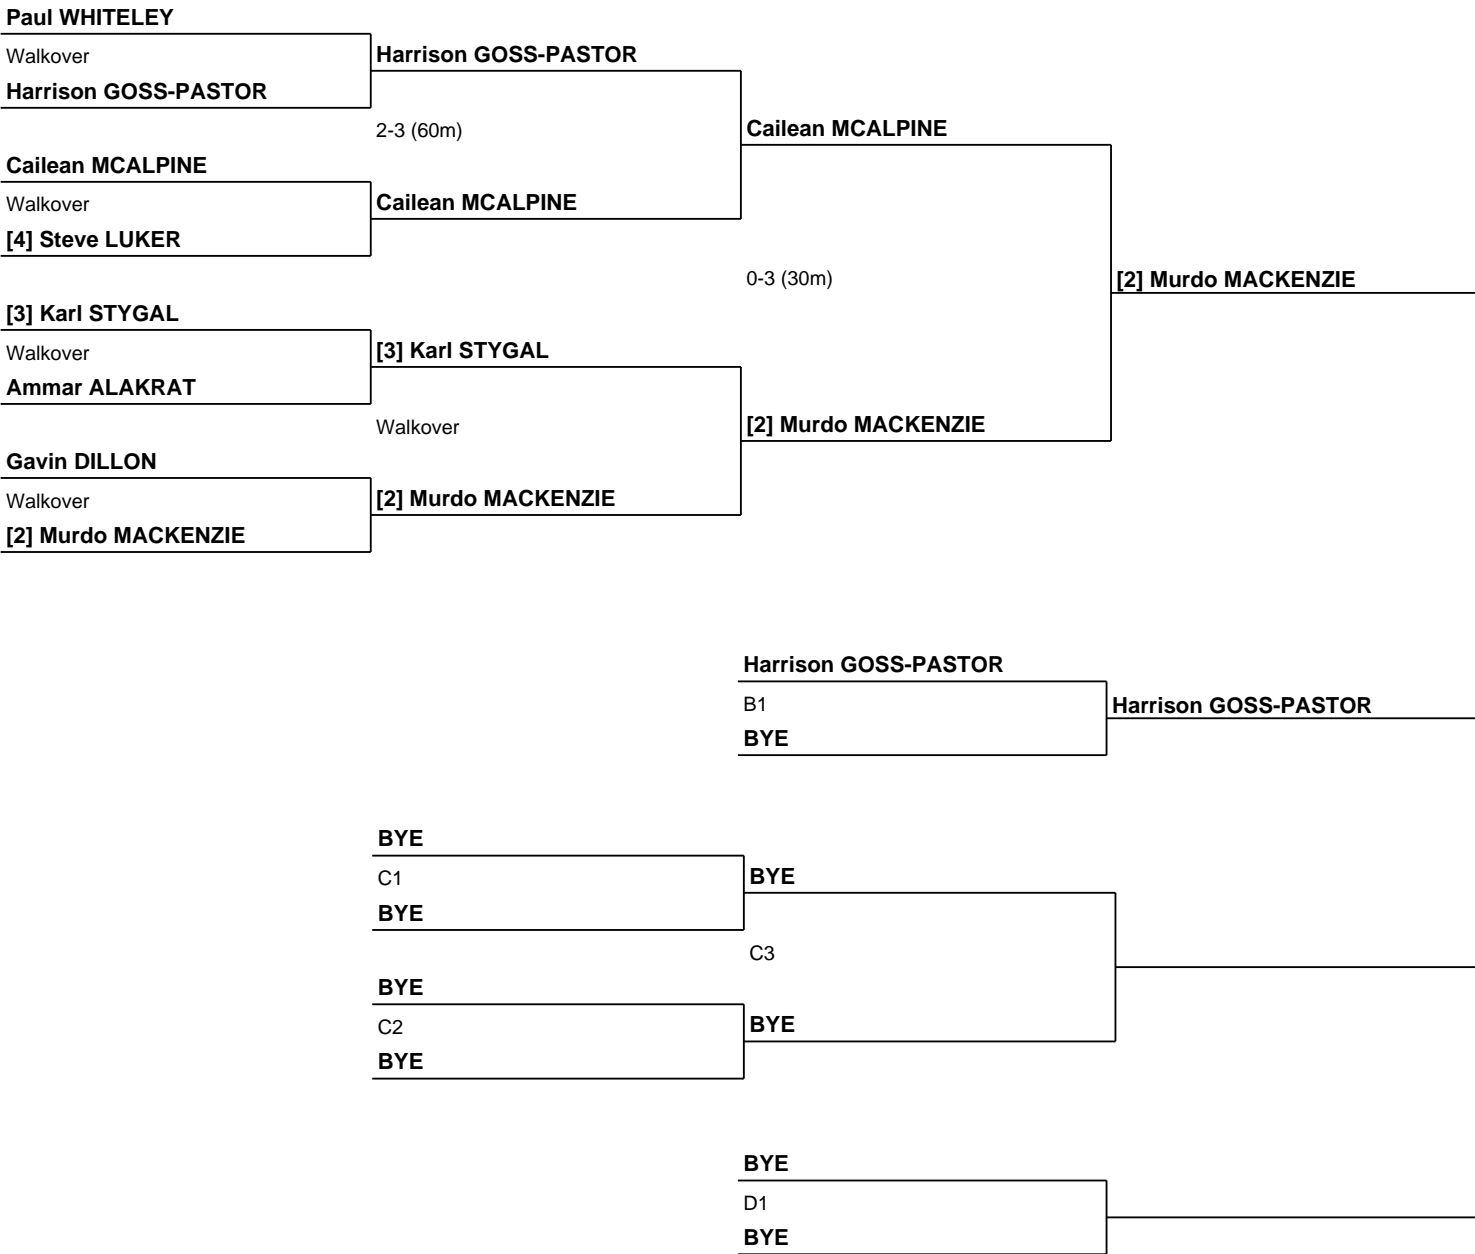 Paul WHITELEY
Walkover
Harrison GOSS-PASTOR
Harrison GOSS-PASTOR
2-3 (60m)
Cailean MCALPINE
Cailean MCALPINE
Walkover
Cailean MCALPINE
[4] Steve LUKER
0-3 (30m)
[2] Murdo MACKENZIE
[3] Karl STYGAL
Walkover
[3] Karl STYGAL
Ammar ALAKRAT
Walkover
[2] Murdo MACKENZIE
Gavin DILLON
Walkover
[2] Murdo MACKENZIE
[2] Murdo MACKENZIE
Harrison GOSS-PASTOR
B1
Harrison GOSS-PASTOR
BYE
BYE
C1
BYE
BYE
C3
BYE
C2
BYE
BYE
BYE
D1
BYE